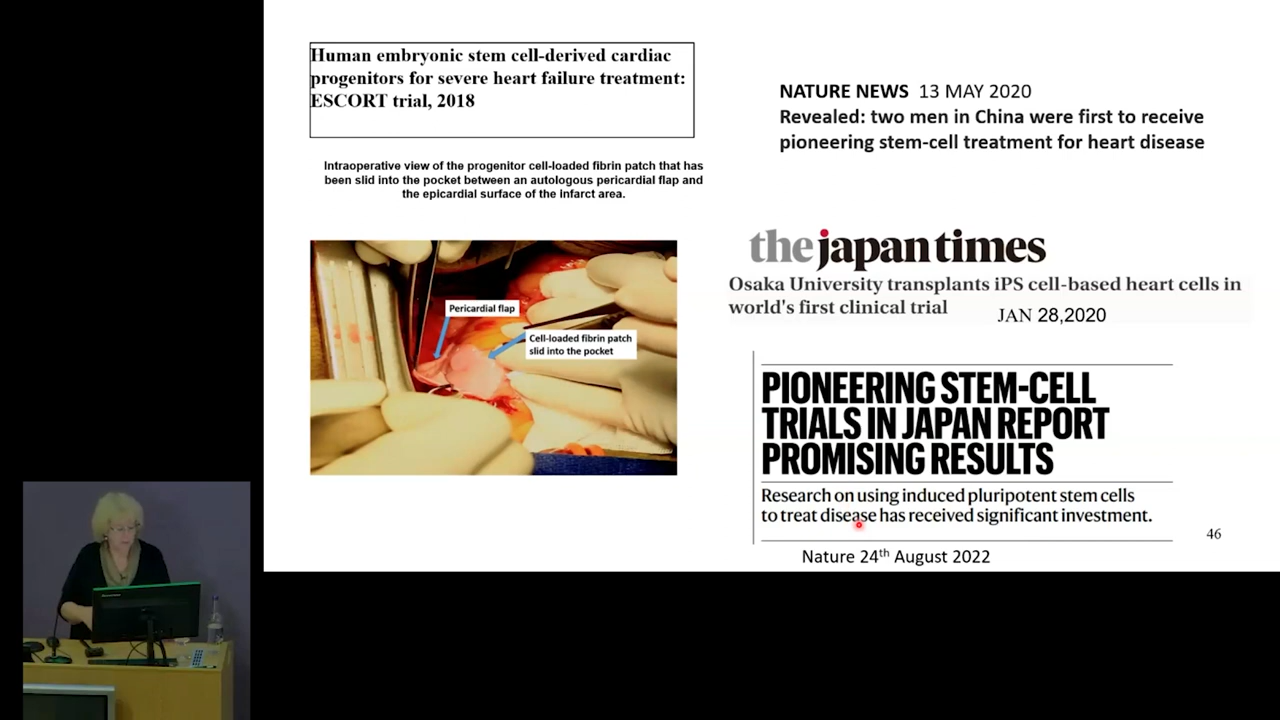 Human embryonic stem cell-derived cardiac
progenitors for severe heart failure treatment:
ESCORT trial, 2018
Intraoperative view of the progenitor cell-loaded fibrin patch that has
been slid into the pocket between an autologous pericardial flap and
the epicardial surface of the infarct area.
Pericardial flap
Cell-loaded fibrin patch
slid into the pocket
NATURE NEWS 13 MAY 2020
Revealed: two men in China were first to receive
pioneering stem-cell treatment for heart disease
the japan times
Osaka University transplants iPS cell-based heart cells in
world's first clinical trial
JAN 28,2020
PIONEERING STEM-CELL
TRIALS IN JAPAN REPORT
PROMISING RESULTS
Research on using induced pluripotent stem cells
to treat disease has received significant investment.
Nature 24th August 2022
46